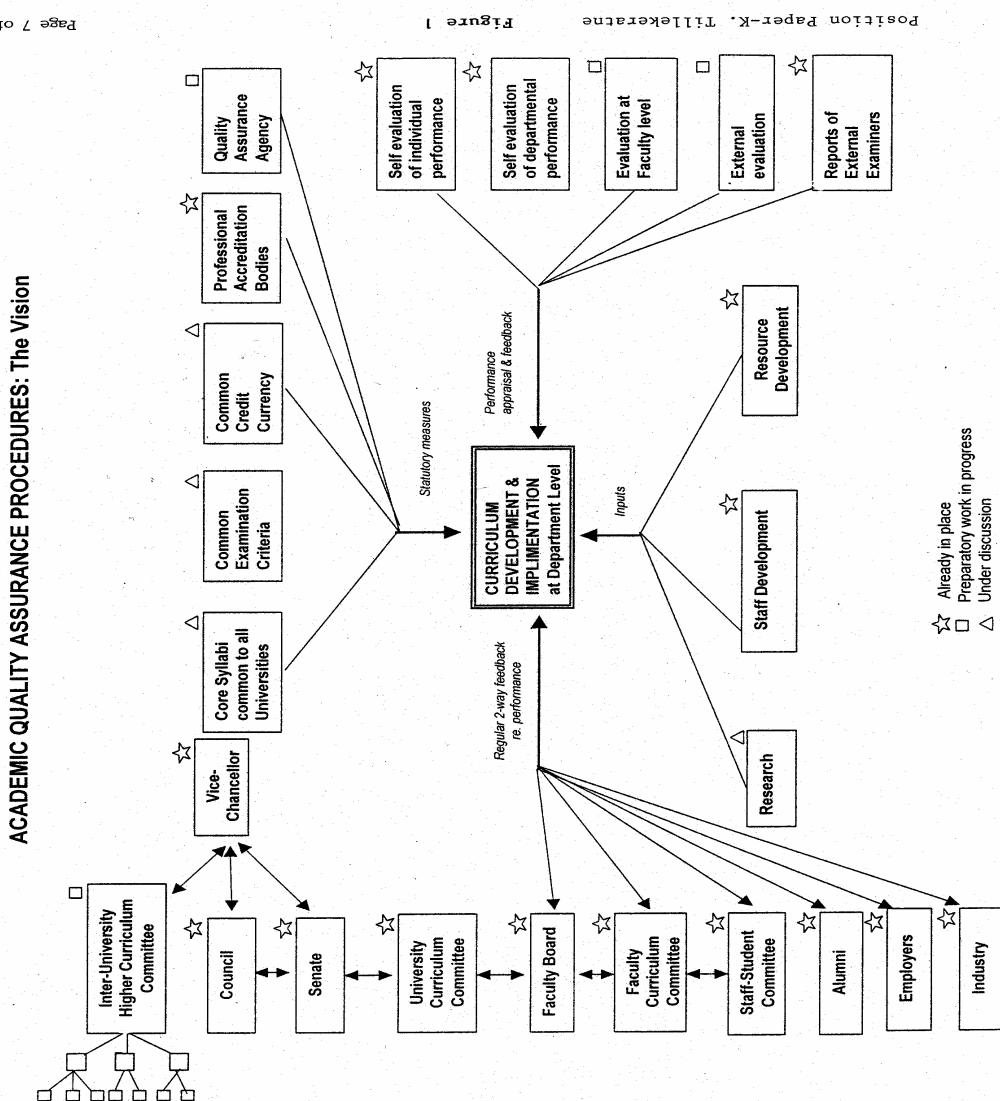 Position Paper-K. Tillekeratne
Figure 1
Page 7 of
ACADEMIC QUALITY ASSURANCE PROCEDURES: The Vision
Inter-University
Higher Curriculum
Committee
Vice-
Chancellor
Council
Senate
University
Curriculum
Committee
Faculty Board
Faculty
Curriculum
Committee
Staff-Student
Committee
Alumni
Employers
Industry
Core Syllabi
common to all
Universities
Common
Examination
Criteria
Common
Credit
Currency
Professional
Accreditation
Bodies
Quality
Assurance
Agency
Statutory measures
Regular 2-way feedback
re. performance
CURRICULUM
DEVELOPMENT &
IMPLIMENTATION
at Department Level
Performance
appraisal & feedback
Inputs
Self evaluation
of individual
performance
Self evaluation
of departmental
performance
Evaluation at
Faculty level
External
evaluation
Reports of
External
Examiners
Research
Staff Development
Resource
Development
Already in place
Preparatory work in progress
Under discussion